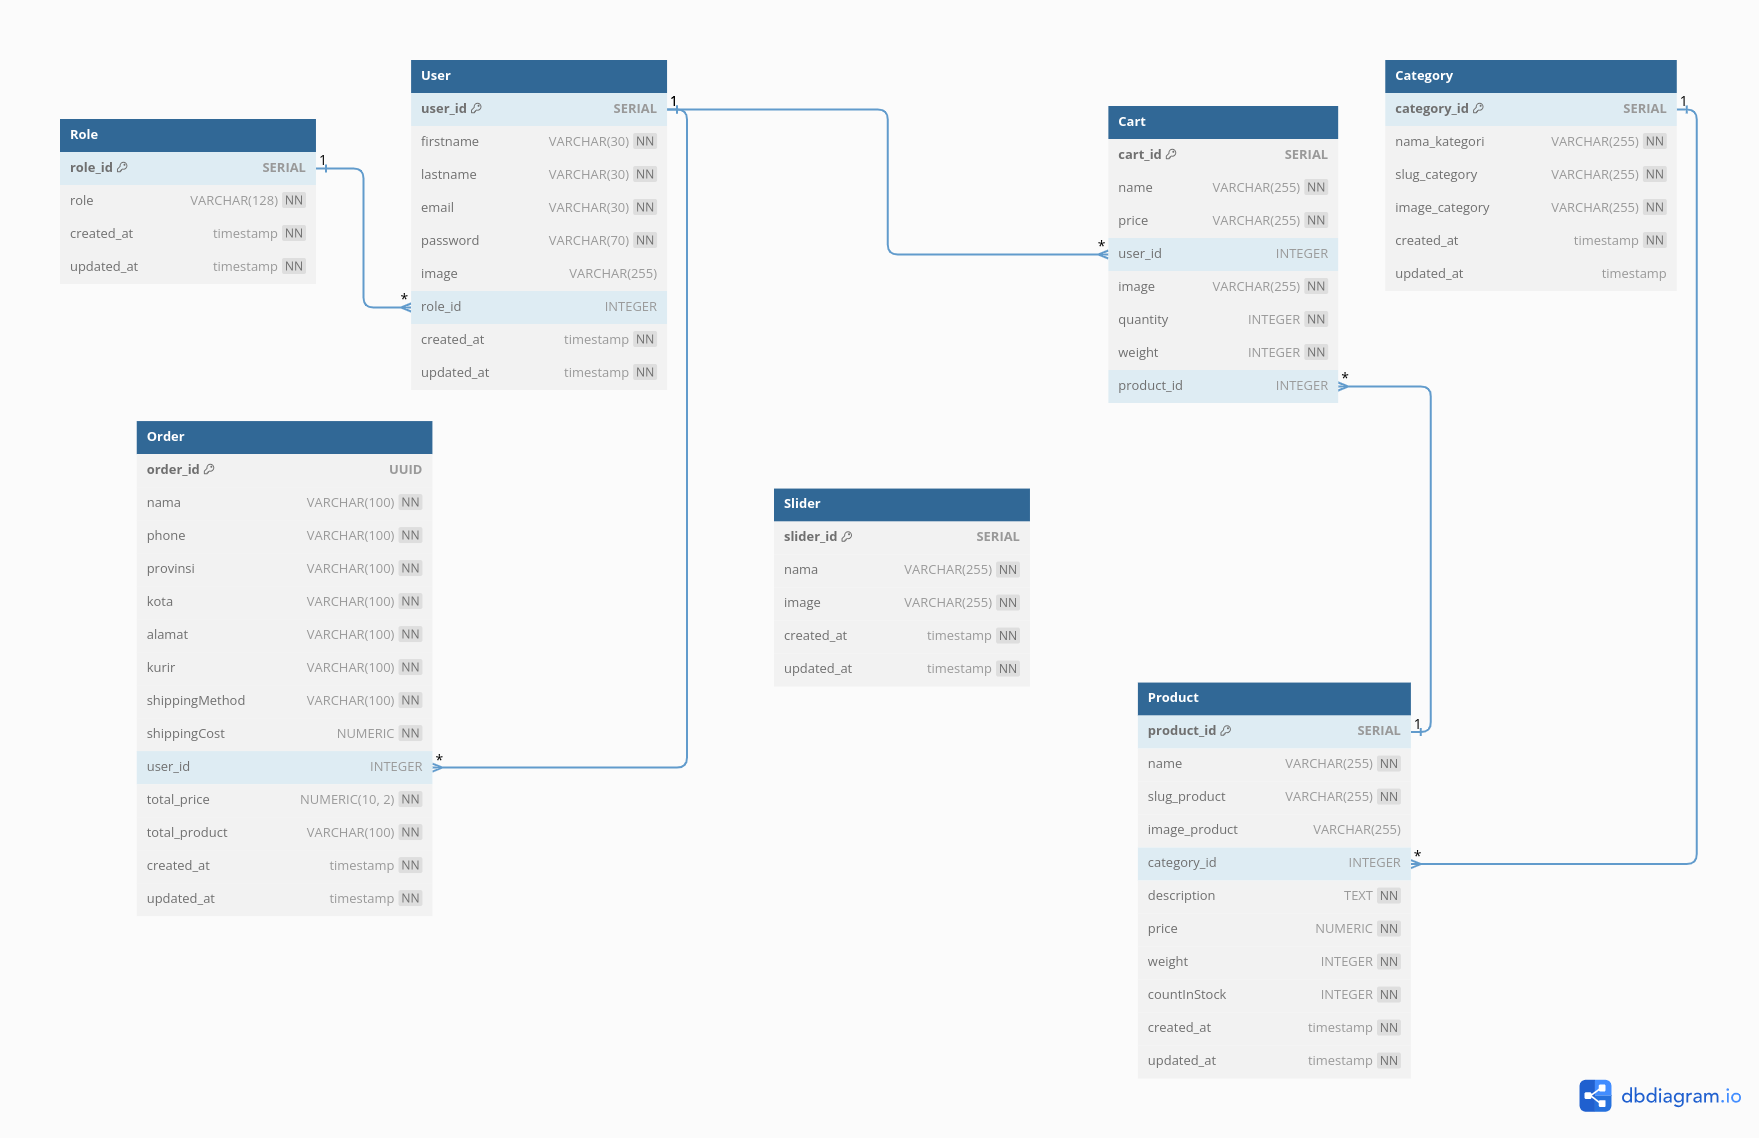 Role
role_id SERIAL
role VARCHAR(128) NN
created_at timestamp NN
updated_at timestamp NN
1
*
User
user_id SERIAL
firstname VARCHAR(30) NN
lastname VARCHAR(30) NN
email VARCHAR(30) NN
password VARCHAR(70) NN
image VARCHAR(255)
role_id INTEGER
created_at timestamp NN
updated_at timestamp NN
1
*
Cart
cart_id SERIAL
name VARCHAR(255) NN
price VARCHAR(255) NN
user_id INTEGER
image VARCHAR(255) NN
quantity INTEGER NN
weight INTEGER NN
product_id INTEGER
*
Category
category_id SERIAL
nama_kategori VARCHAR(255) NN
slug_category VARCHAR(255) NN
image_category VARCHAR(255) NN
created_at timestamp NN
updated_at timestamp
1
Order
order_id UUID
nama VARCHAR(100) NN
phone VARCHAR(100) NN
provinsi VARCHAR(100) NN
kota VARCHAR(100) NN
alamat VARCHAR(100) NN
kurir VARCHAR(100) NN
shippingMethod VARCHAR(100) NN
shippingCost NUMERIC NN
user_id INTEGER
total_price NUMERIC(10, 2) NN
total_product VARCHAR(100) NN
created_at timestamp NN
updated_at timestamp NN
*
Slider
slider_id SERIAL
nama VARCHAR(255) NN
image VARCHAR(255) NN
created_at timestamp NN
updated_at timestamp NN
Product
product_id SERIAL
name VARCHAR(255) NN
slug_product VARCHAR(255) NN
image_product VARCHAR(255)
category_id INTEGER
description TEXT NN
price NUMERIC NN
weight INTEGER NN
countInStock INTEGER NN
created_at timestamp NN
updated_at timestamp NN
1
*
dbdiagram.io